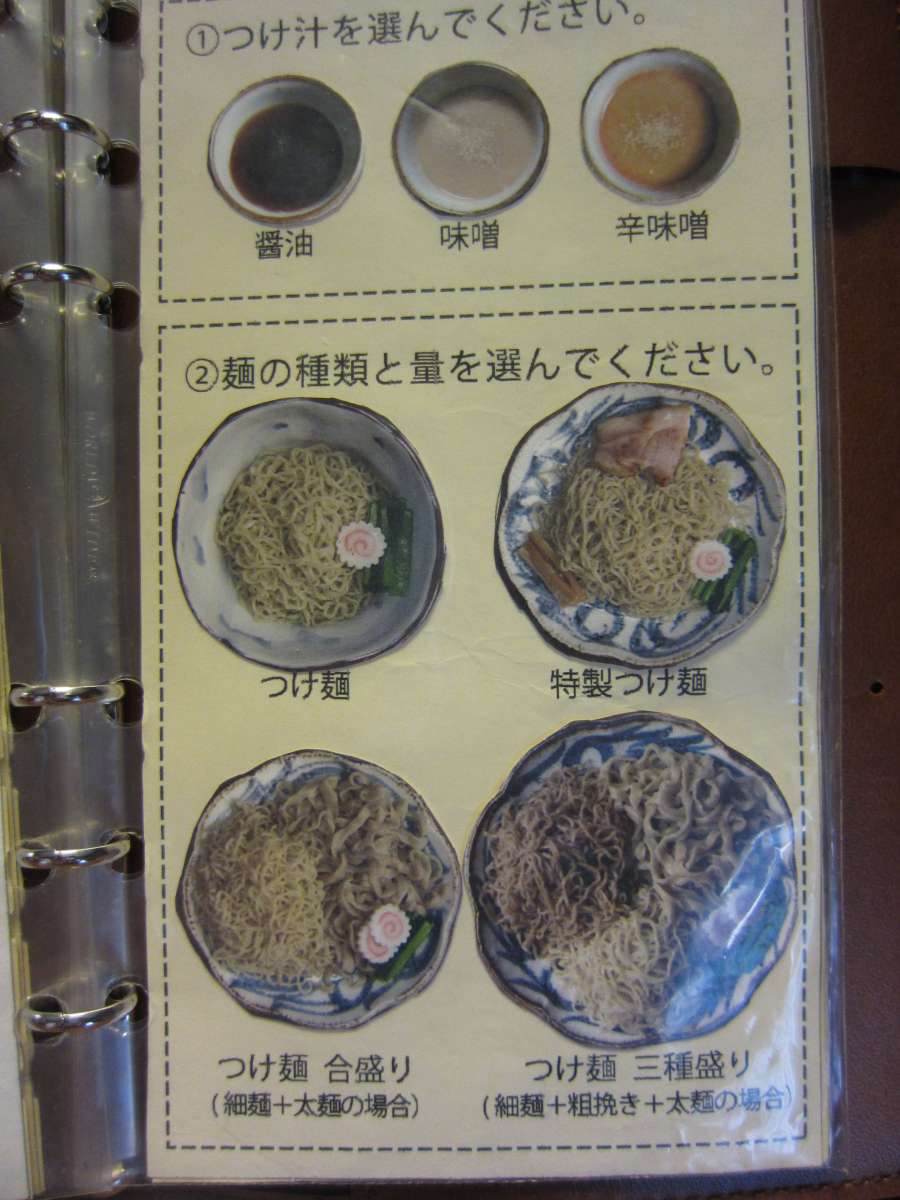 ①つけ汁を選んでください。
醤油
味噌
辛味噌
②麺の種類と量を選んでください。
つけ麺
特製つけ麺
つけ麺 合盛り
(細麺＋太麺の場合)
つけ麺 三種盛り
(細麺＋粗挽き＋太麺の場合)